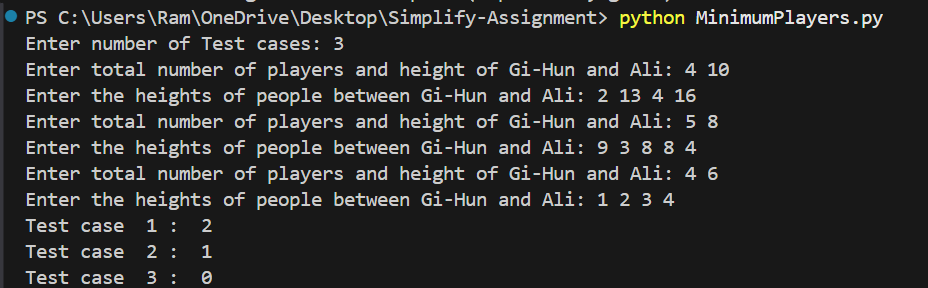 PS C:\Users\Ram\OneDrive\Desktop\Simplify-Assignment> python MinimumPlayers.py
Enter number of Test cases: 3
Enter total number of players and height of Gi-Hun and Ali: 4 10
Enter the heights of people between Gi-Hun and Ali: 2 13 4 16
Enter total number of players and height of Gi-Hun and Ali: 5 8
Enter the heights of people between Gi-Hun and Ali: 9 3 8 8 4
Enter total number of players and height of Gi-Hun and Ali: 4 6
Enter the heights of people between Gi-Hun and Ali: 1 2 3 4
Test case  1 :  2
Test case  2 :  1
Test case  3 :  0